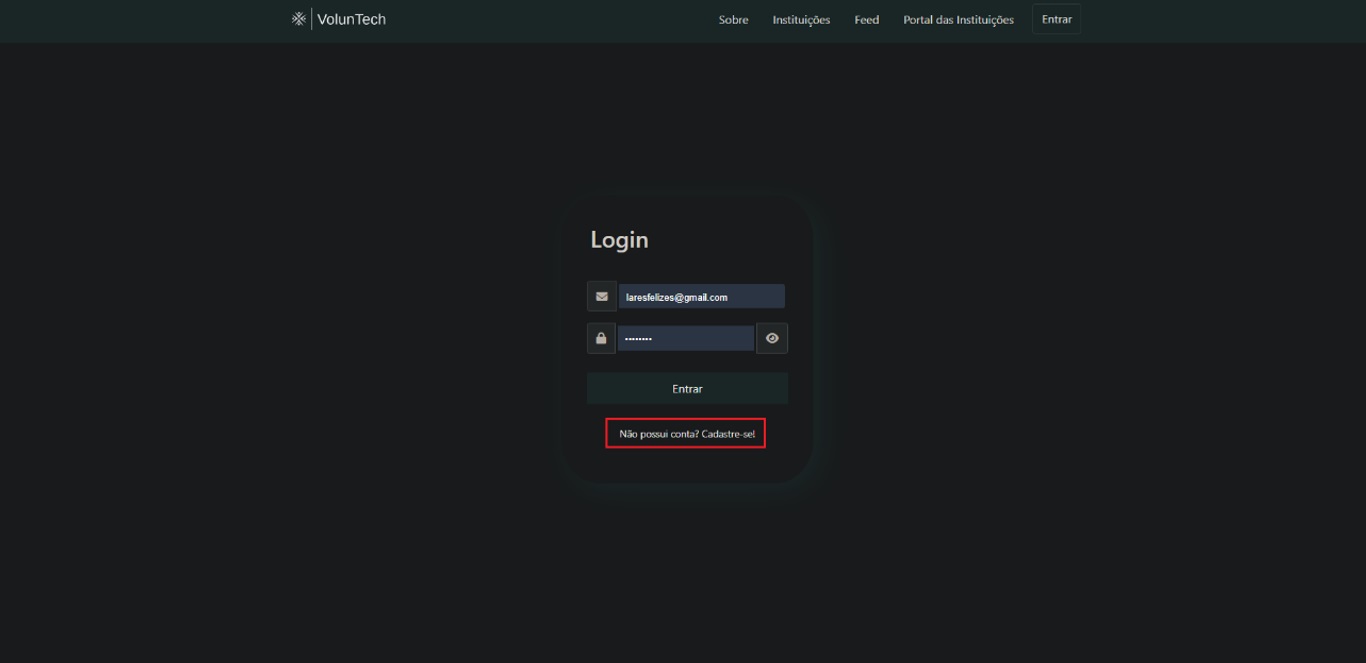 VolunTech
Sobre
Instituições
Feed
Portal das Instituições
Entrar
Login
laresfelizes@gmail.com
••••••••
Entrar
Não possui conta? Cadastre-se!